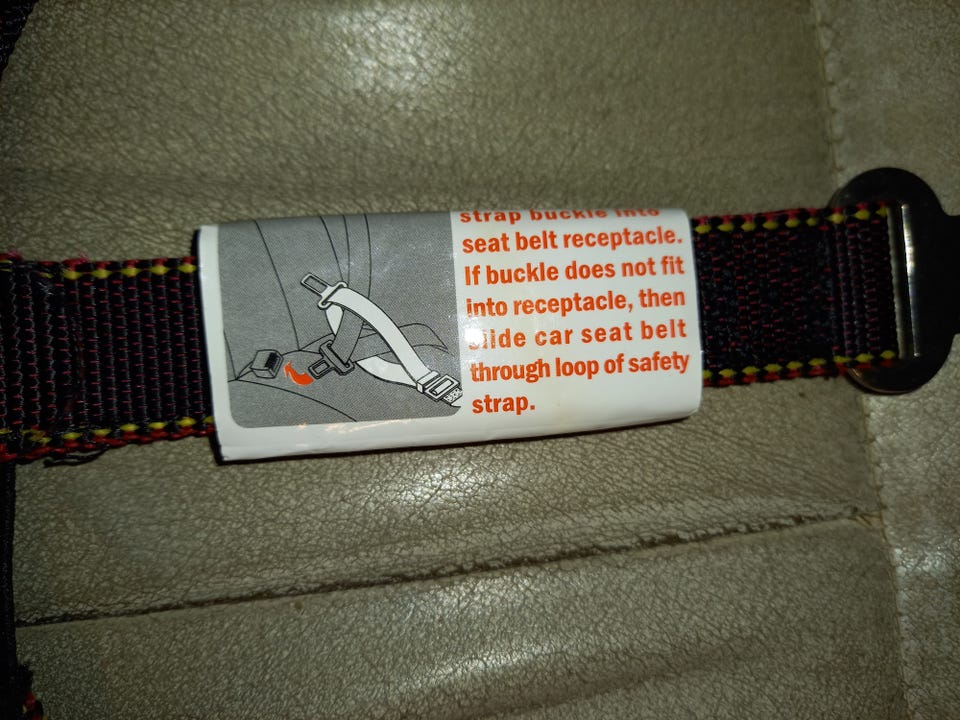 strap buckle into
seat belt receptacle.
If buckle does not fit
into receptacle, then
slide car seat belt
through loop of safety
strap.